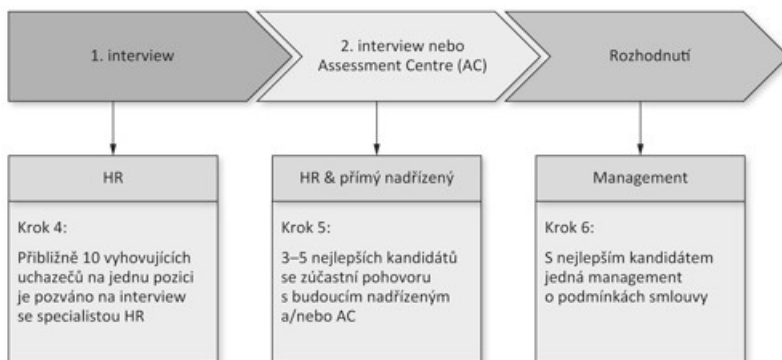 1. interview
2. interview nebo
Assessment Centre (AC)
Rozhodnutí
HR
Krok 4:
Přibližně 10 vyhovujících
uchazečů na jednu pozici
je pozváno na interview
se specialistou HR
HR & přímý nadřízený
Krok 5:
3–5 nejlepších kandidátů
se zúčastní pohovoru
s budoucím nadřízeným
a/nebo AC
Management
Krok 6:
S nejlepším kandidátem
jedná management
o podmínkách smlouvy